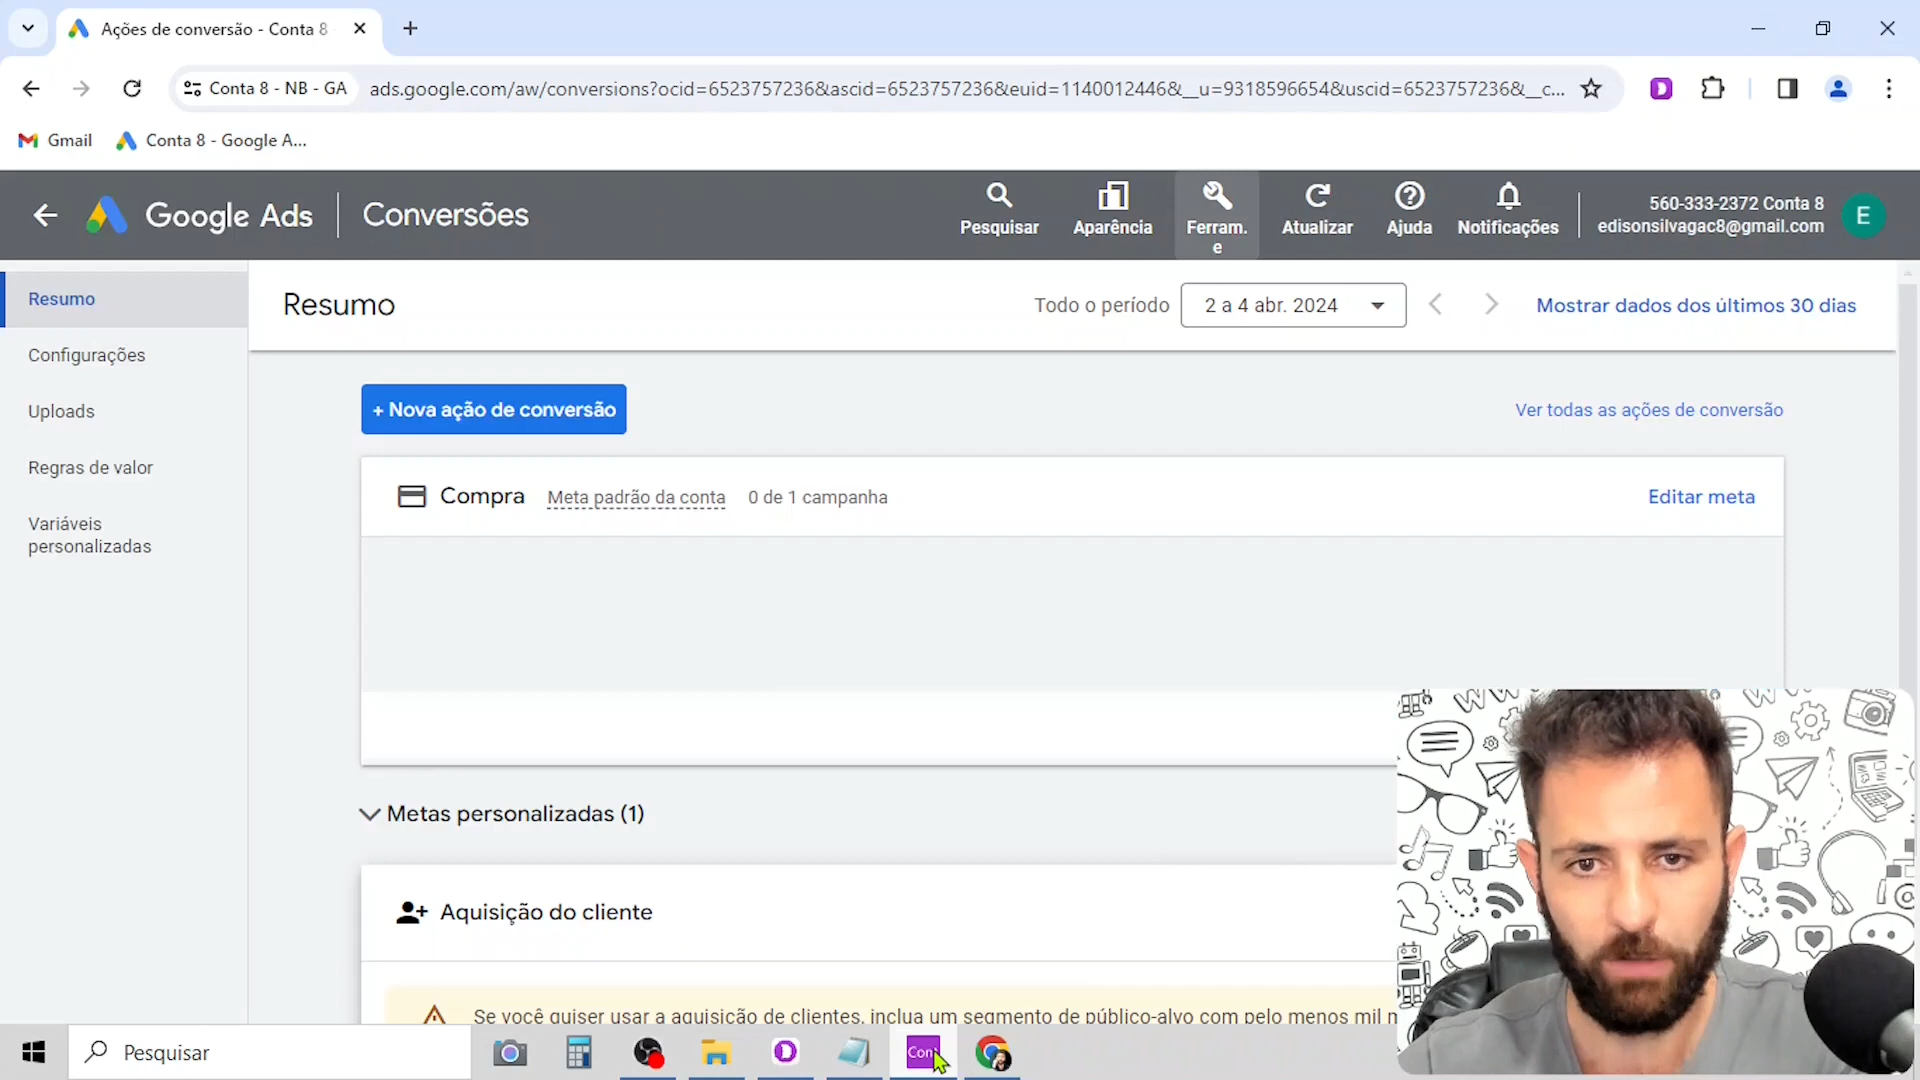 Ações de conversão - Conta 8
Conta 8 - NB - GA
ads.google.com/aw/conversions?ocid=6523757236&ascid=6523757236&euid=1140012446&__u=9318596654&uscid=6523757236&__c...
Gmail
Conta 8 - Google A...
Google Ads
Conversões
Pesquisar
Aparência
Ferram.
e
Atualizar
Ajuda
Notificações
560-333-2372 Conta 8
edisonsilvagac8@gmail.com
E
Resumo
Configurações
Uploads
Regras de valor
Variáveis
personalizadas
Resumo
Todo o período
2 a 4 abr. 2024
Mostrar dados dos últimos 30 dias
+ Nova ação de conversão
Ver todas as ações de conversão
Compra
Meta padrão da conta
0 de 1 campanha
Editar meta
Metas personalizadas (1)
Aquisição do cliente
Se você quiser usar a aquisição de clientes, inclua um segmento de público-alvo com pelo menos mil m
Pesquisar